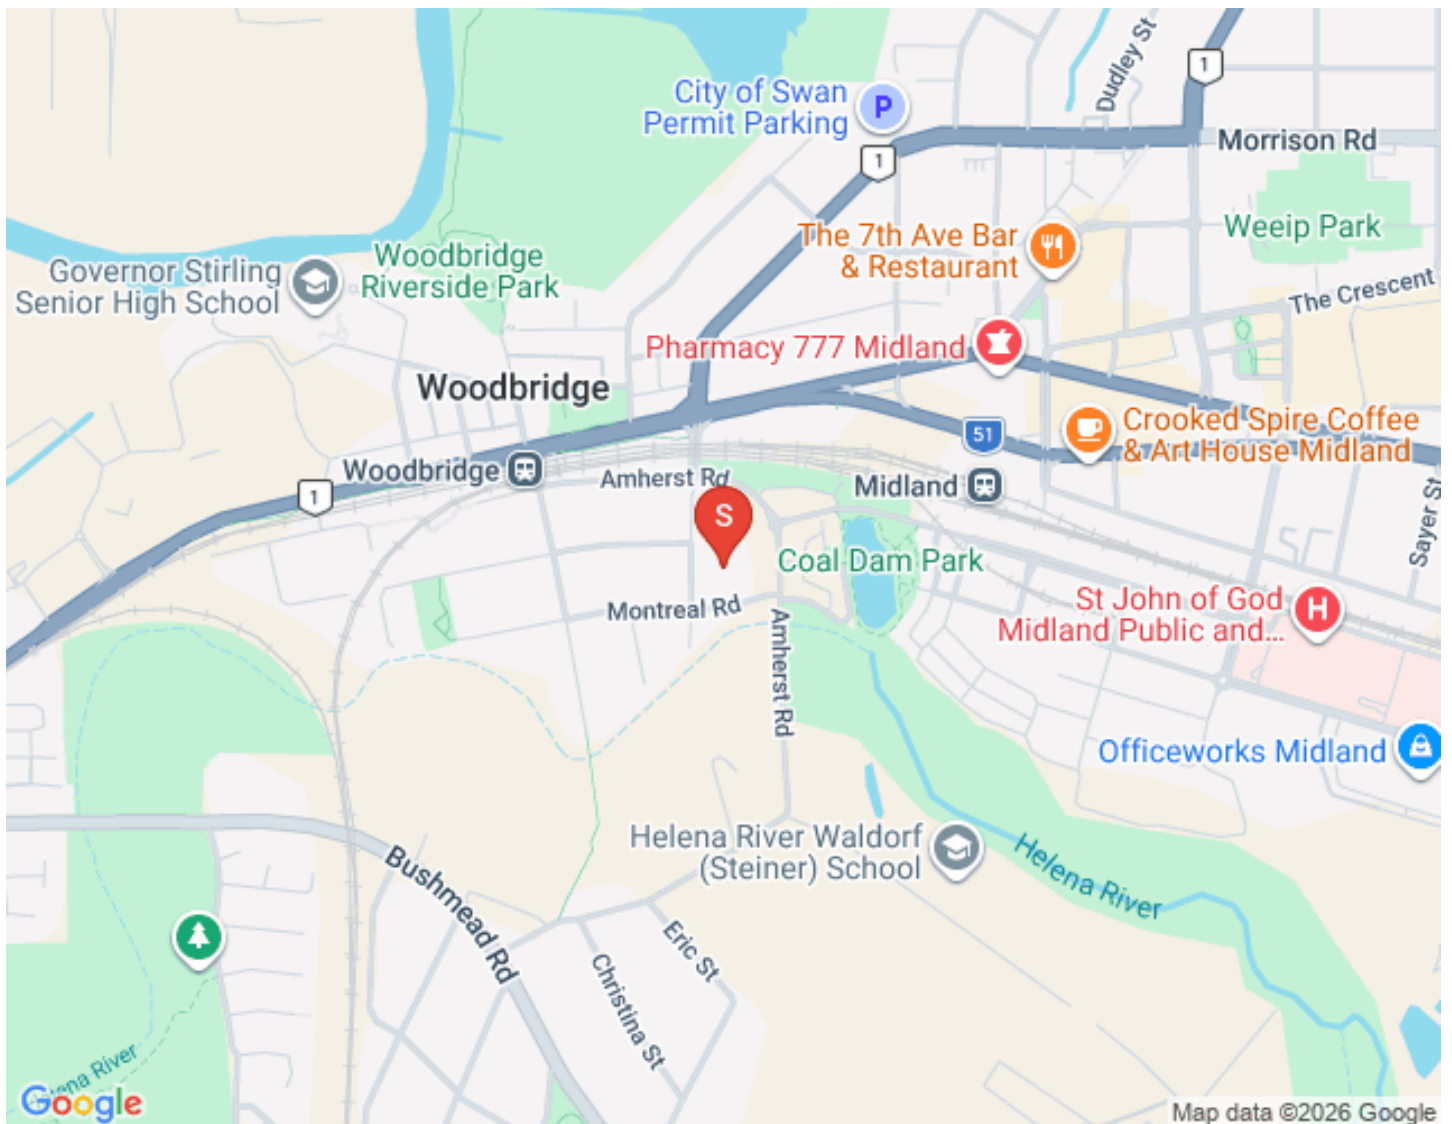 Dudley St
1
City of Swan
Permit Parking
P
Morrison Rd
1
Weeip Park
The 7th Ave Bar
& Restaurant
Woodbridge
Riverside Park
Governor Stirling
Senior High School
The Crescent
Pharmacy 777 Midland
Woodbridge
Crooked Spire Coffee
& Art House Midland
51
Woodbridge
Amherst Rd
Midland
1
S
Sayer St
Coal Dam Park
Montreal Rd
St John of God
Midland Public and...
H
Amherst Rd
Officeworks Midland
Helena River Waldorf
(Steiner) School
Helena River
Bushmead Rd
Eric St
Christina St
Helena River
Google
Map data ©2026 Google